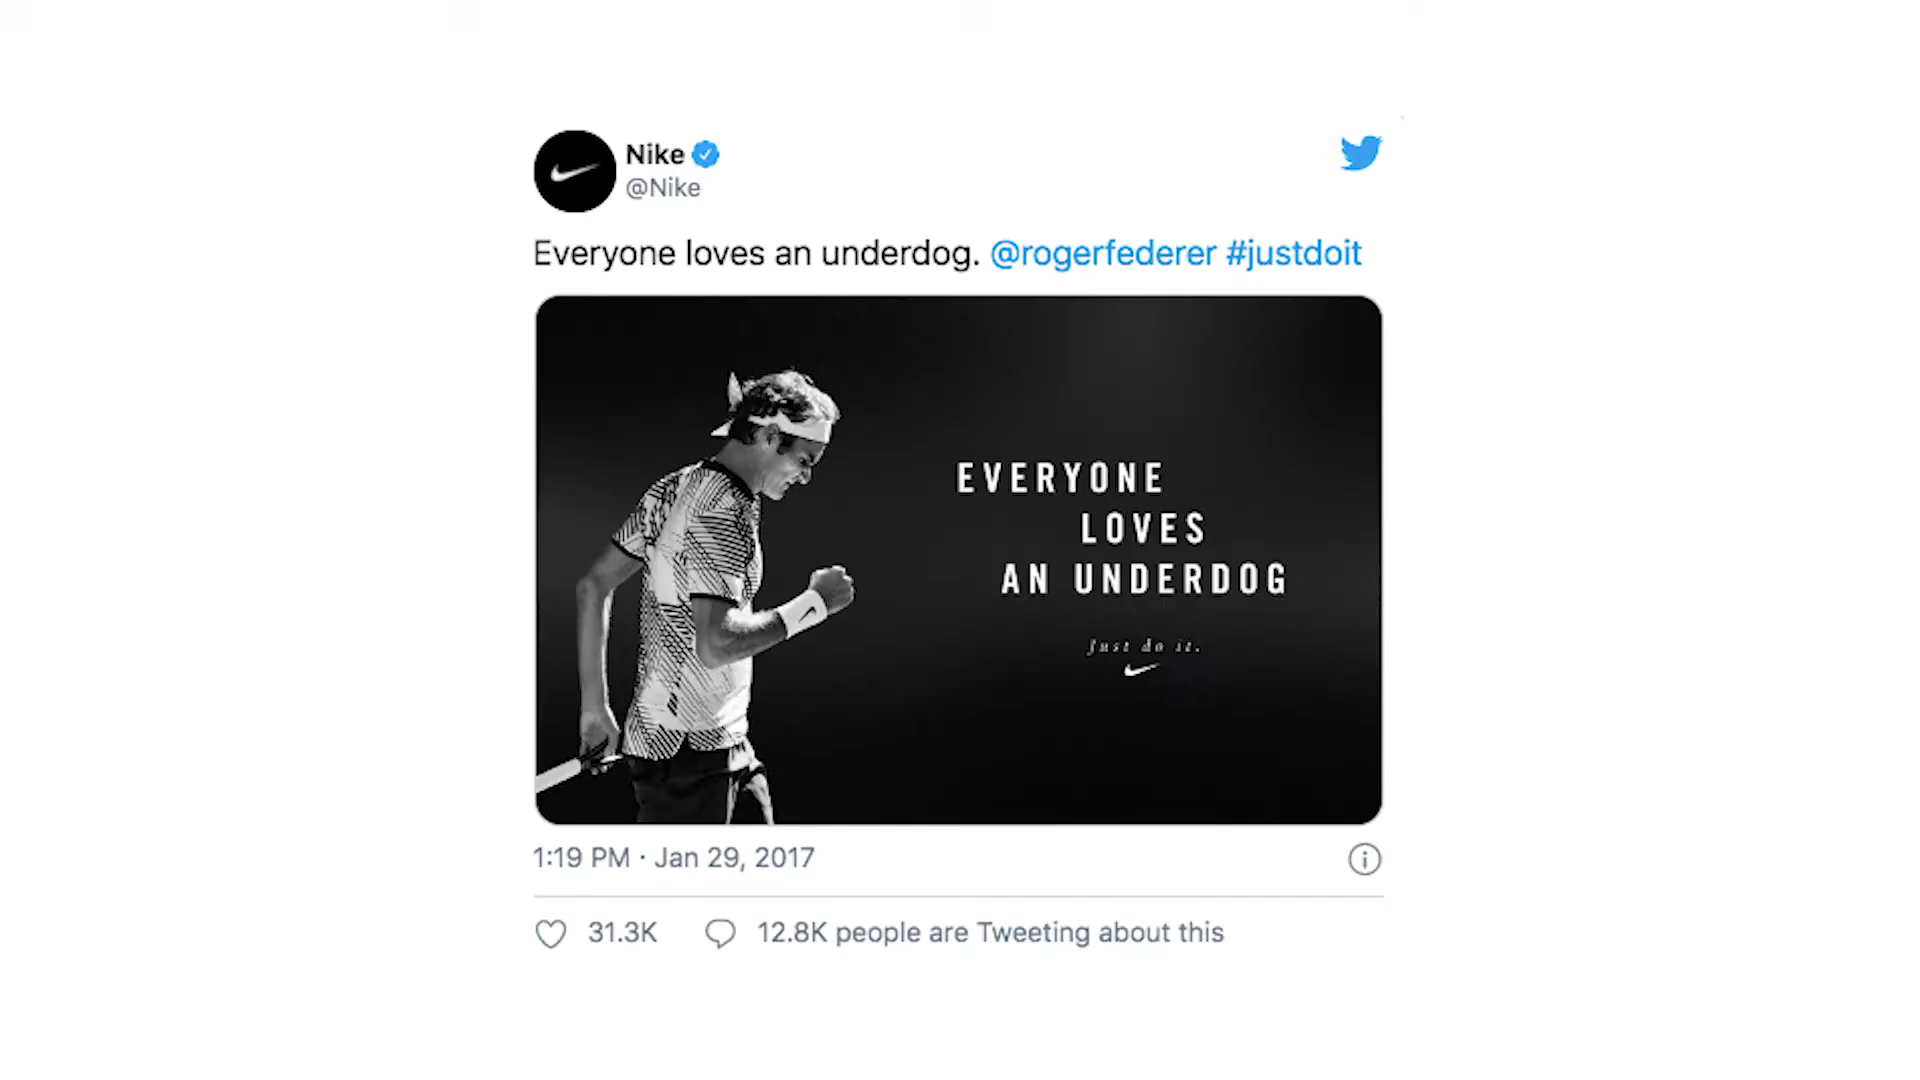 Nike
@Nike
Everyone loves an underdog. @rogerfederer #justdoit
EVERYONE
LOVES
AN UNDERDOG
just do it.
1:19 PM · Jan 29, 2017
31.3K 12.8K people are Tweeting about this